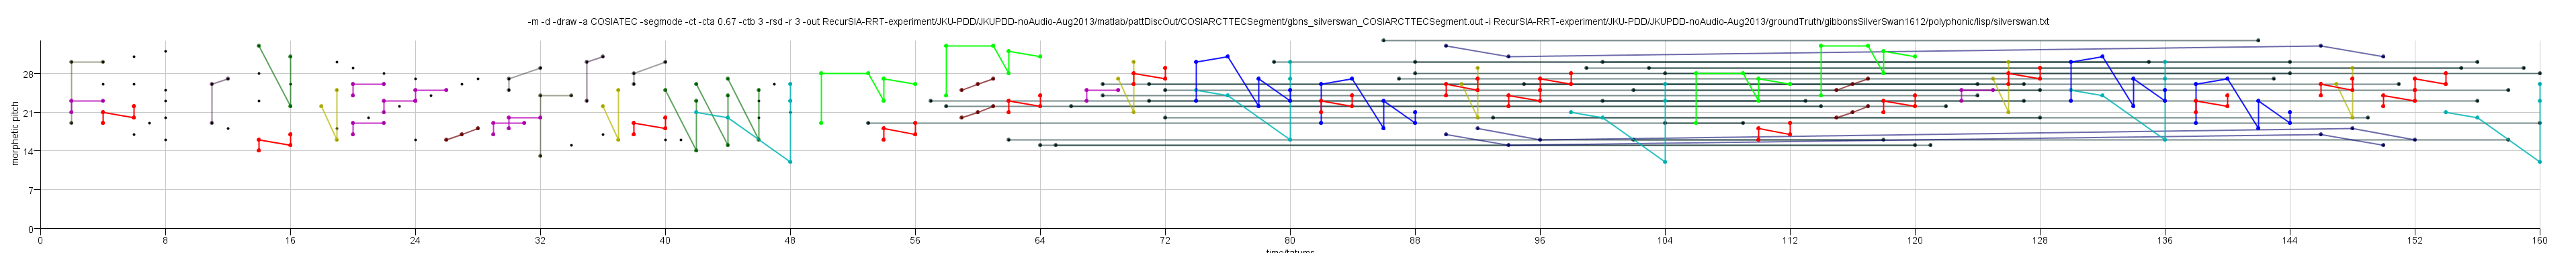 -m -d -draw -a COSIATEC -segmode -ct -cta 0.67 -ctb 3 -rsd -r 3 -out RecurSIA-RRT-experiment/JKU-PDD/JKUPDD-noAudio-Aug2013/matlab/pattDiscOut/COSIARCTTECSegment/gbns_silverswan_COSIARCTTECSegment.out -i RecurSIA-RRT-experiment/JKU-PDD/JKUPDD-noAudio-Aug2013/groundTruth/gibbonsSilverSwan1612/polyphonic/lisp/silverswan.txt
morphetic pitch
28
21
14
7
0
0 8 16 24 32 40 48 56 64 72 80 88 96 104 112 120 128 136 144 152 160
time/tatums